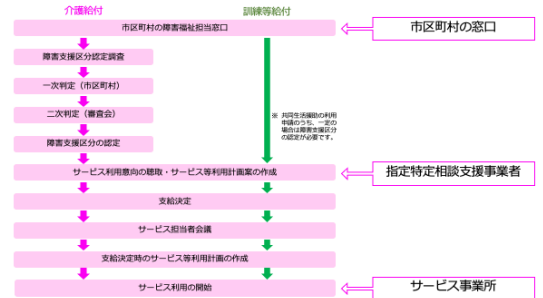 介護給付
訓練等給付
市区町村の障害福祉担当窓口
市区町村の窓口
障害支援区分認定調査
一次判定（市区町村）
二次判定（審査会）
障害支援区分の認定
※ 共同生活援助の利用
申請のうち、一定の
場合は障害支援区分
の認定が必要です。
サービス利用意向の聴取・サービス等利用計画案の作成
指定特定相談支援事業者
支給決定
サービス担当者会議
支給決定時のサービス等利用計画の作成
サービス利用の開始
サービス事業所